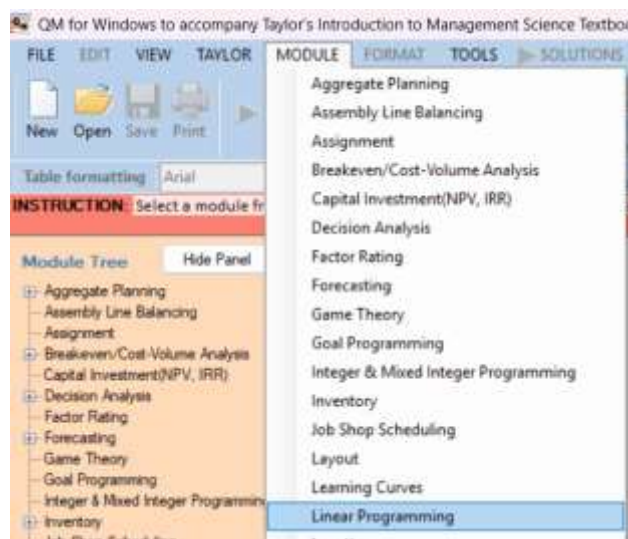 QM for Windows to accompany Taylor's Introduction to Management Science Textbo
FILE EDIT VIEW TAYLOR MODULE FORMAT TOOLS SOLUTIONS
New Open Save Print
Table formatting Arial
INSTRUCTION: Select a module fr
Module Tree Hide Panel
Aggregate Planning
Assembly Line Balancing
Assignment
Breakeven/Cost-Volume Analysis
Capital Investment(NPV, IRR)
Decision Analysis
Factor Rating
Forecasting
Game Theory
Goal Programming
Integer & Mixed Integer Programmin
Inventory
Aggregate Planning
Assembly Line Balancing
Assignment
Breakeven/Cost-Volume Analysis
Capital Investment(NPV, IRR)
Decision Analysis
Factor Rating
Forecasting
Game Theory
Goal Programming
Integer & Mixed Integer Programming
Inventory
Job Shop Scheduling
Layout
Learning Curves
Linear Programming